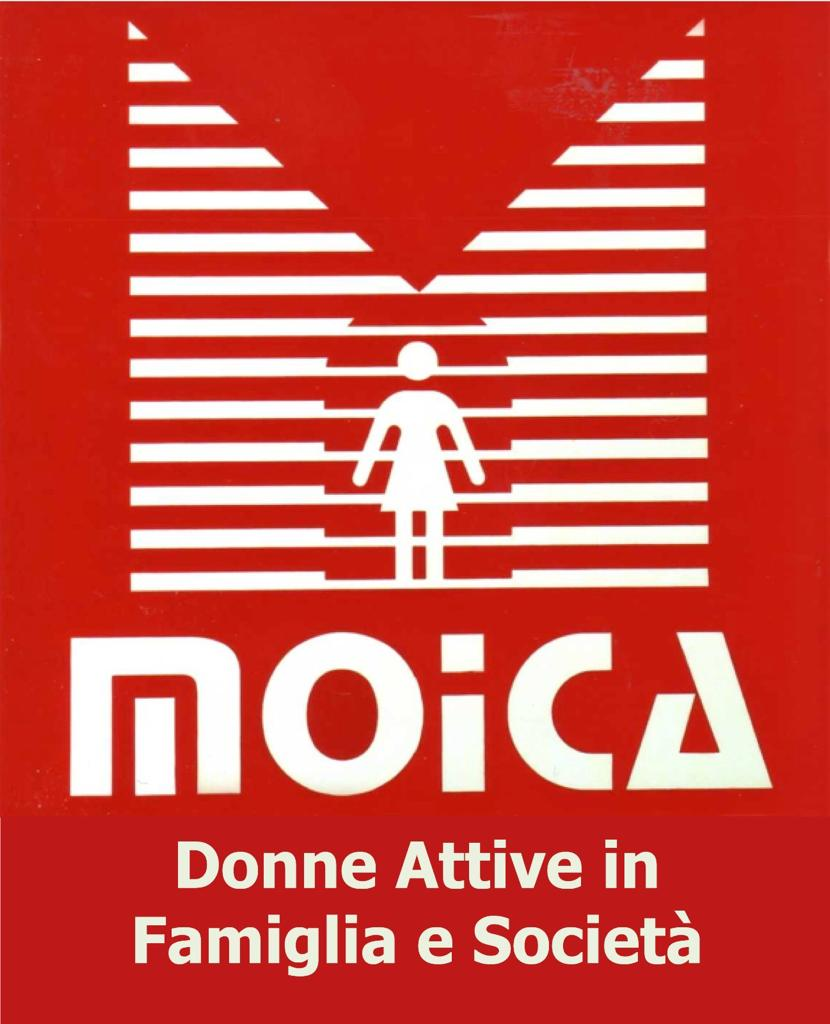 MOiCA
Donne Attive in
Famiglia e Società